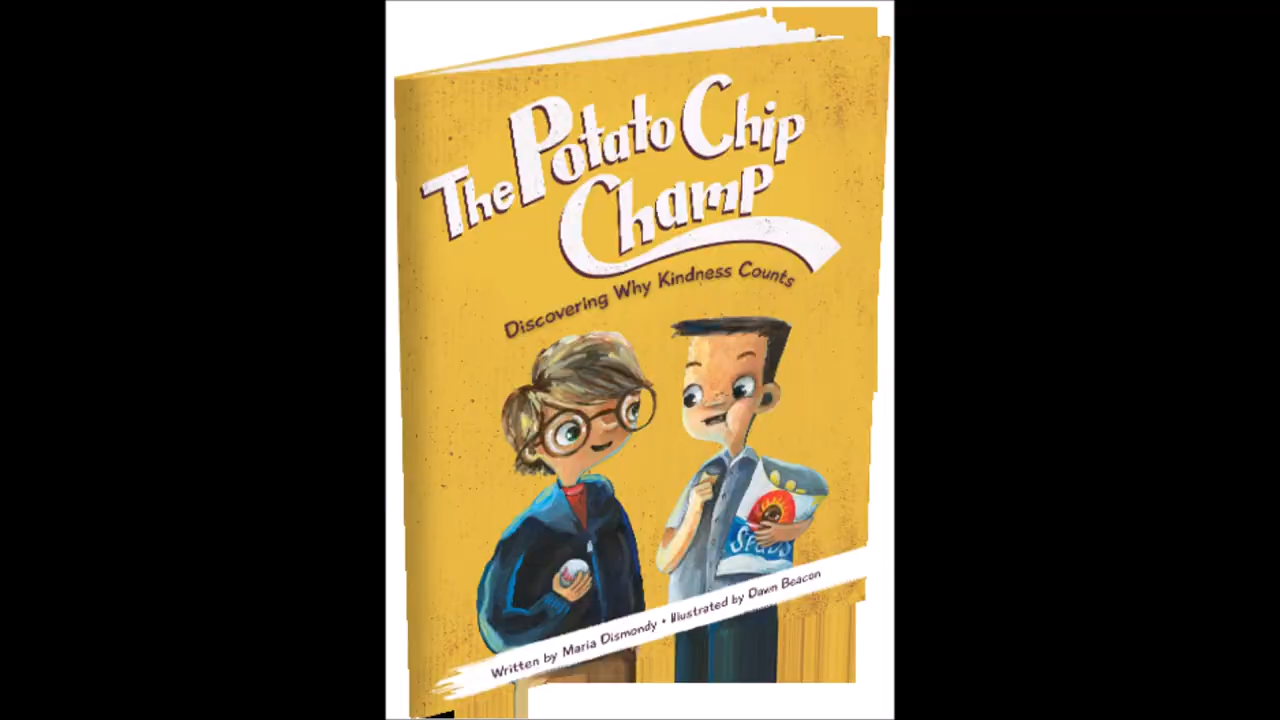 The Potato Chip
Champ
Discovering Why Kindness Counts
Spuds
Written by Maria Dismondy • Illustrated by Dawn Beacon